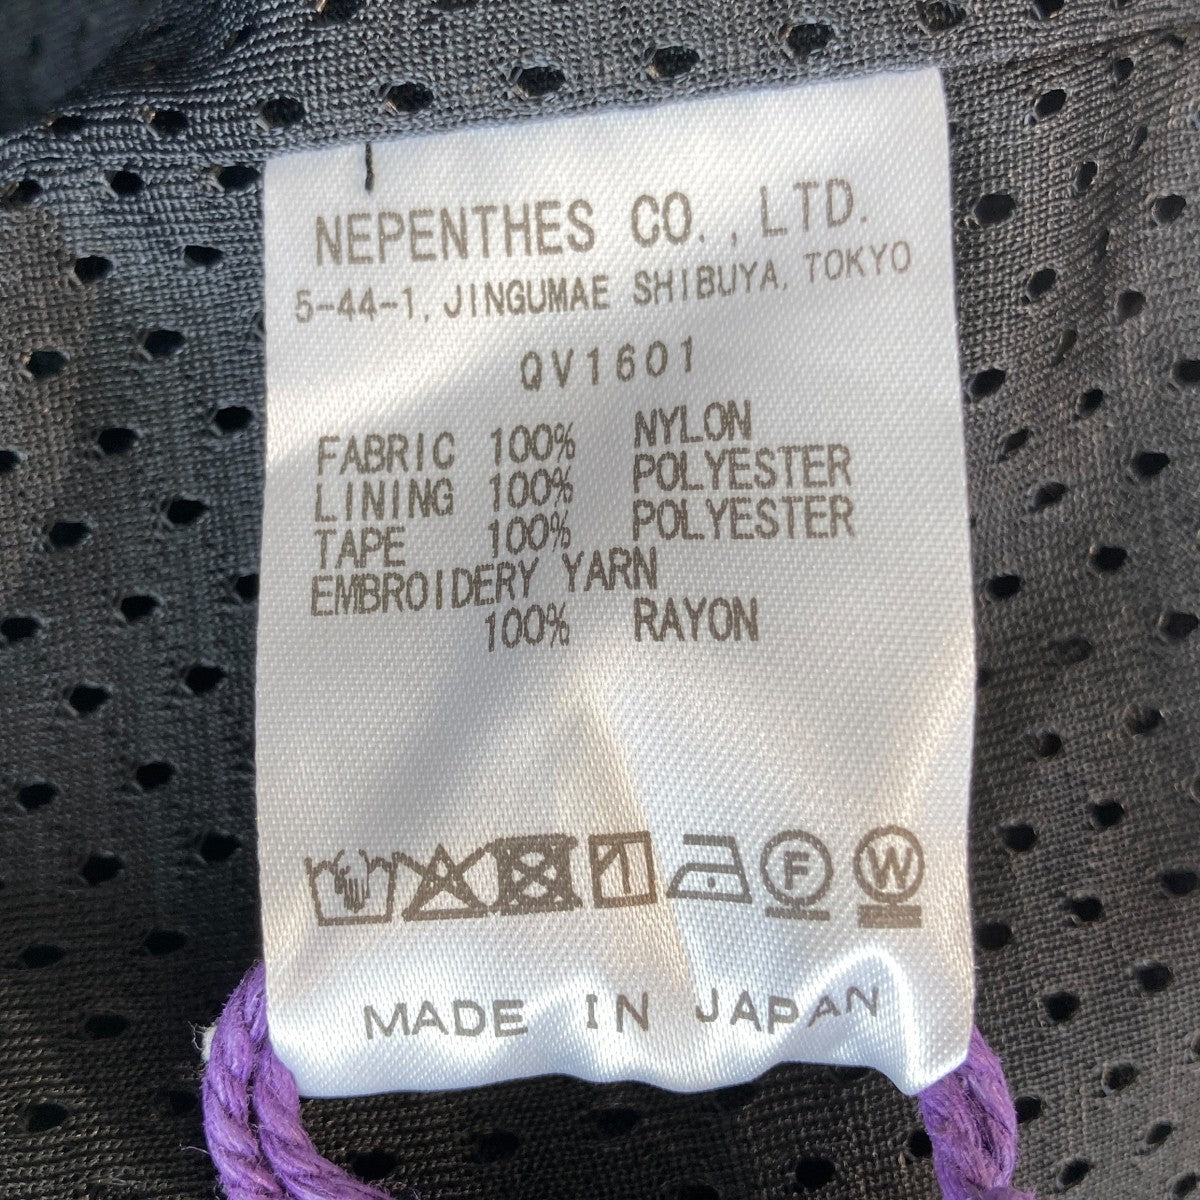 NEPENTHES CO., LTD.
5-44-1, JINGUMAE SHIBUYA, TOKYO
QV1601
FABRIC 100% NYLON
LINING 100% POLYESTER
TAPE 100% POLYESTER
EMBROIDERY YARN
100% RAYON
F W
MADE IN JAPAN